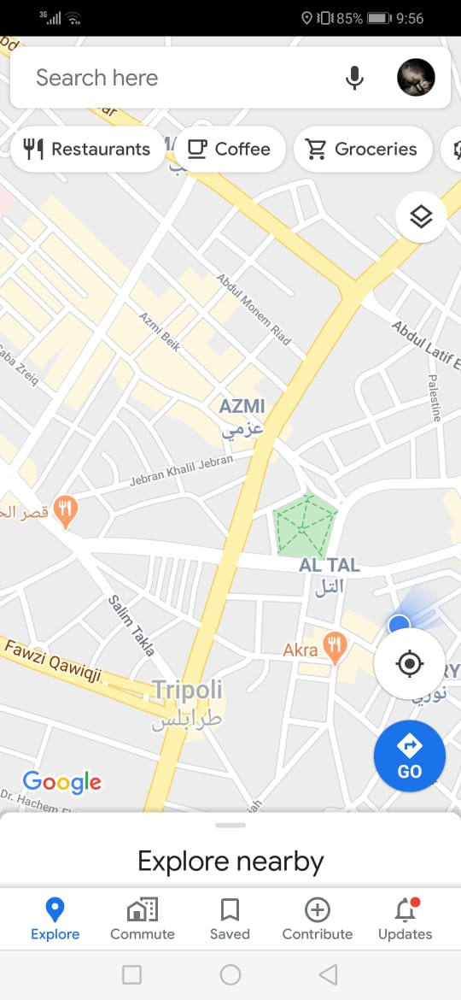 3G
85%
9:56
Search here
Restaurants
Coffee
Groceries
Abdul Monem Riad
Azmi Beik
Abdul Latif E
Palestine
AZMI
عزمي
Jebran Khalil Jebran
قصر الح
AL TAL
التل
Salim Takla
Akra
Fawzi Qawiqji
نوري
Tripoli
طرابلس
GO
Google
Dr. Hachem
Explore nearby
Explore
Commute
Saved
Contribute
Updates